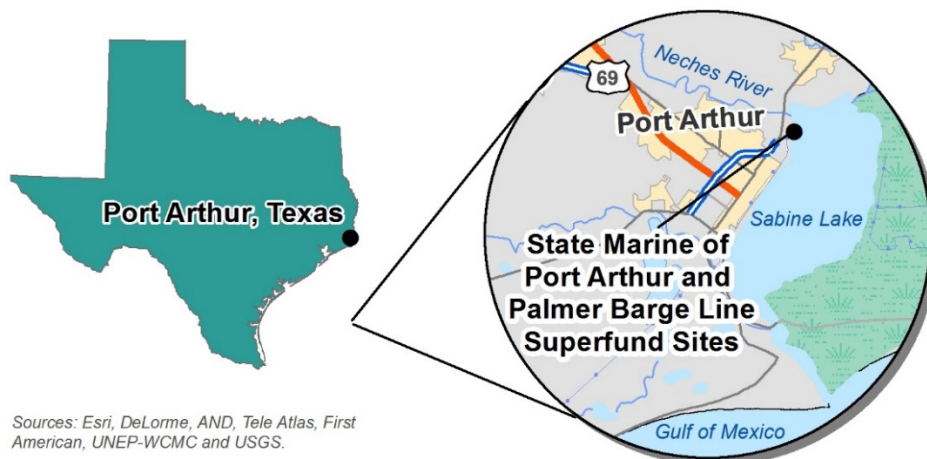 Port Arthur, Texas
Sources: Esri, DeLorme, AND, Tele Atlas, First
American, UNEP-WCMC and USGS.
69
Neches River
Port Arthur
Sabine Lake
State Marine of
Port Arthur and
Palmer Barge Line
Superfund Sites
Gulf of Mexico